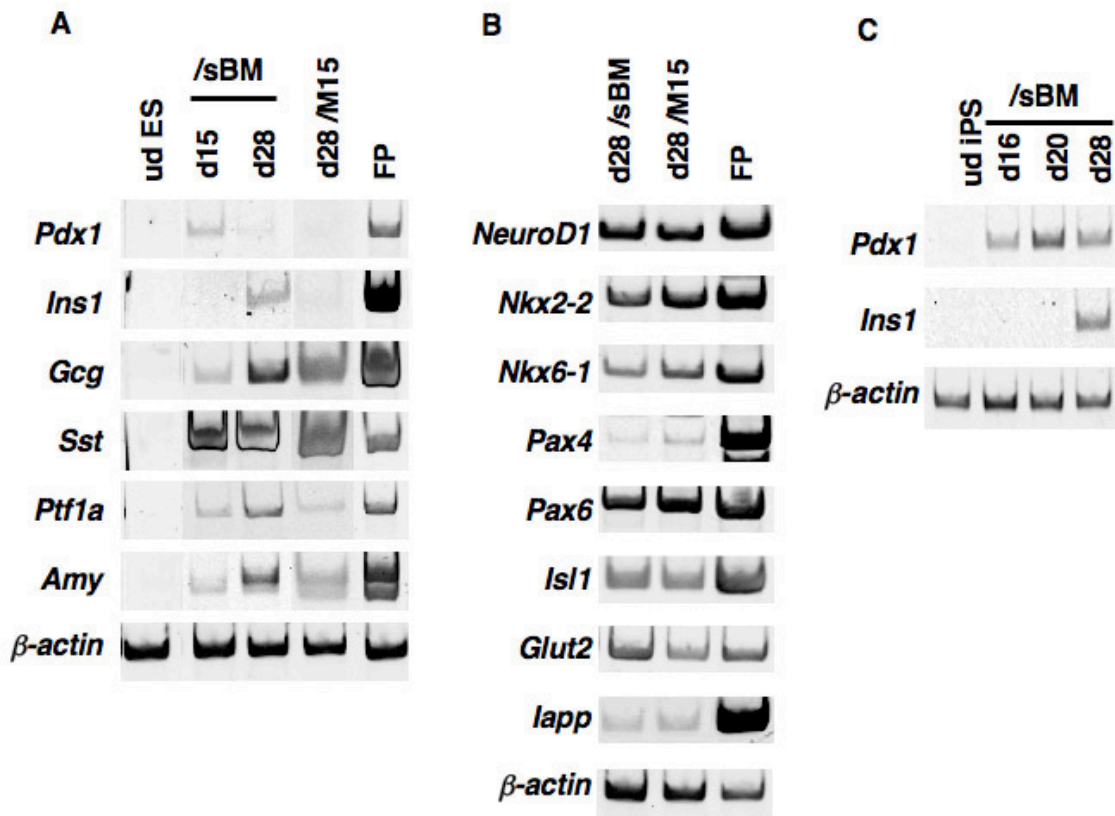 A
/sBM
ud ES
d15
d28
d28 /M15
FP
Pdx1
Ins1
Gcg
Sst
Ptf1a
Amy
β-actin
B
d28 /sBM
d28 /M15
FP
NeuroD1
Nkx2-2
Nkx6-1
Pax4
Pax6
Isl1
Glut2
Iapp
β-actin
C
/sBM
ud iPS
d16
d20
d28
Pdx1
Ins1
β-actin